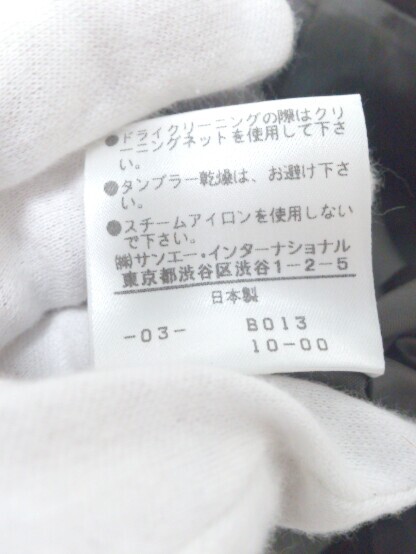 ●ドライクリーニングの際はクリ
ーニングネットを使用して下さ
い。
●タンブラー乾燥は、お避け下さ
い。
●スチームアイロンを使用しない
で下さい。
㈱サンエー・インターナショナル
東京都渋谷区渋谷1-2-5
日本製
-03- B013
10-00